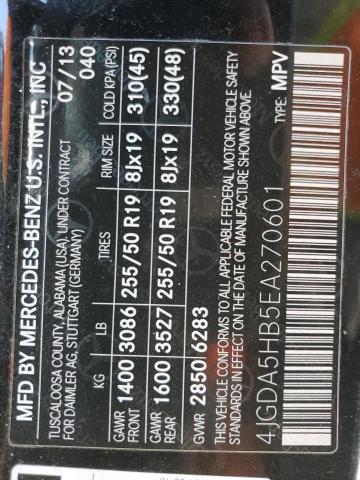 MFD BY MERCEDES-BENZ U.S. INTL., INC
TUSCALOOSA COUNTY, ALABAMA (USA), UNDER CONTRACT 07/13
FOR DAIMLER AG, STUTTGART (GERMANY) 040
KG LB TIRES RIM SIZE COLD KPA (PSI)
GAWR FRONT 1400 3086 255/50 R19 8Jx19 310(45)
GAWR REAR 1600 3527 255/50 R19 8Jx19 330(48)
GVWR 2850 6283
CONFORMS TO ALL APPLICABLE FEDERAL MOTOR VEHICLE SAFETY
STANDARDS IN EFFECT ON THE DATE OF MANUFACTURE SHOWN ABOVE.
4JGDA5HB5EA270601 TYPE: MPV